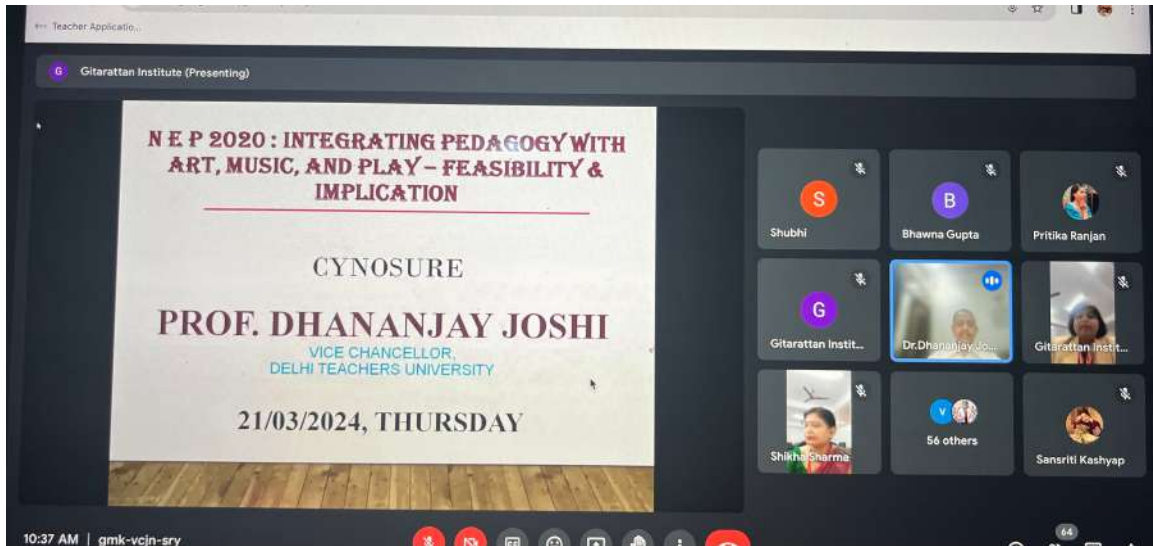 Teacher Applicatio...
G
Gitarattan Institute (Presenting)
N E P 2020 : INTEGRATING PEDAGOGY WITH
ART, MUSIC, AND PLAY – FEASIBILITY &
IMPLICATION
CYNOSURE
PROF. DHANANJAY JOSHI
VICE CHANCELLOR,
DELHI TEACHERS UNIVERSITY
21/03/2024, THURSDAY
S
Shubhi
B
Bhawna Gupta
Pritika Ranjan
G
Gitarattan Instit...
Dr.Dhananjay Jo...
Gitarattan Instit...
Shikha Sharma
V
56 others
Sansriti Kashyap
10:37 AM | gmk-vcjn-sry
64